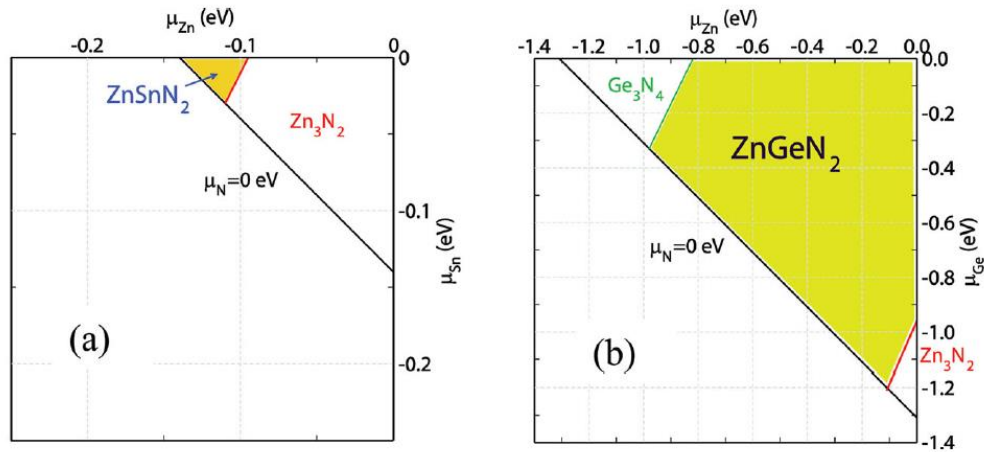 μZn (eV)
-0.2 -0.1 0
ZnSnN2
Zn3N2
μN=0 eV
-0.1
μSn (eV)
-0.2
(a)
μZn (eV)
-1.4 -1.2 -1.0 -0.8 -0.6 -0.4 -0.2 0.0
0.0
Ge3N4
-0.2
ZnGeN2
-0.4
-0.6
μN=0 eV
μGe (eV)
-0.8
-1.0
Zn3N2
-1.2
-1.4
(b)